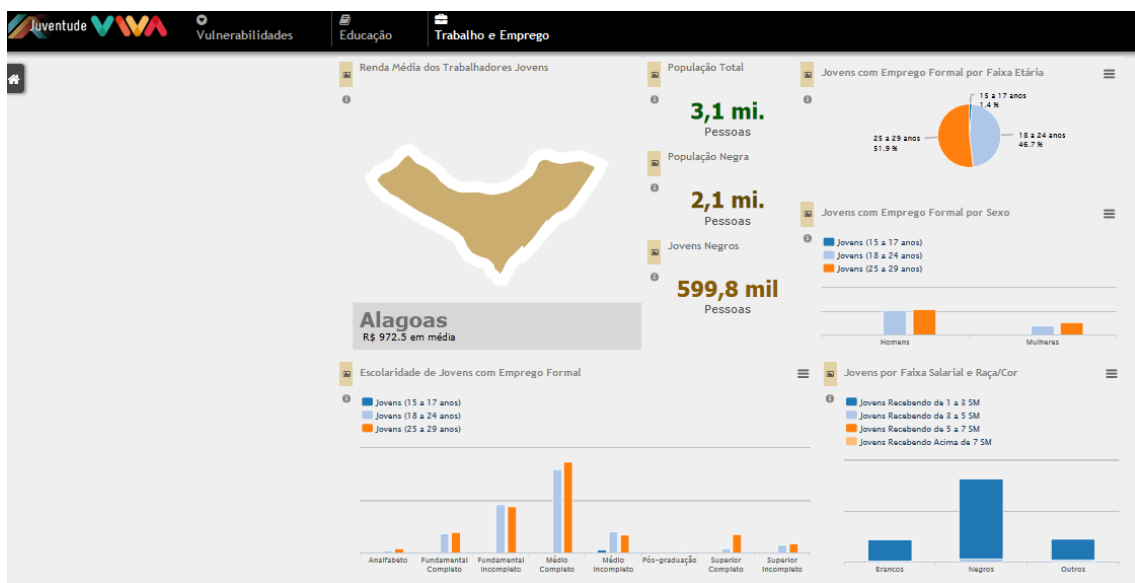 Juventude VIVA
Vulnerabilidades
Educação
Trabalho e Emprego
Renda Média dos Trabalhadores Jovens
Alagoas
R$ 972.5 em média
População Total
3,1 mi.
Pessoas
População Negra
2,1 mi.
Pessoas
Jovens Negros
599,8 mil
Pessoas
Jovens com Emprego Formal por Faixa Etária
15 a 17 anos
1.4 %
25 a 29 anos
51.9 %
18 a 24 anos
46.7 %
Jovens com Emprego Formal por Sexo
Jovens (15 a 17 anos)
Jovens (18 a 24 anos)
Jovens (25 a 29 anos)
Homens
Mulheres
Escolaridade de Jovens com Emprego Formal
Jovens (15 a 17 anos)
Jovens (18 a 24 anos)
Jovens (25 a 29 anos)
Analfabeto
Fundamental
Completo
Fundamental
Incompleto
Médio
Completo
Médio
Incompleto
Pós-graduação
Superior
Completo
Superior
Incompleto
Jovens por Faixa Salarial e Raça/Cor
Jovens Recebendo de 1 a 3 SM
Jovens Recebendo de 3 a 5 SM
Jovens Recebendo de 5 a 7 SM
Jovens Recebendo Acima de 7 SM
Brancos
Negros
Outros